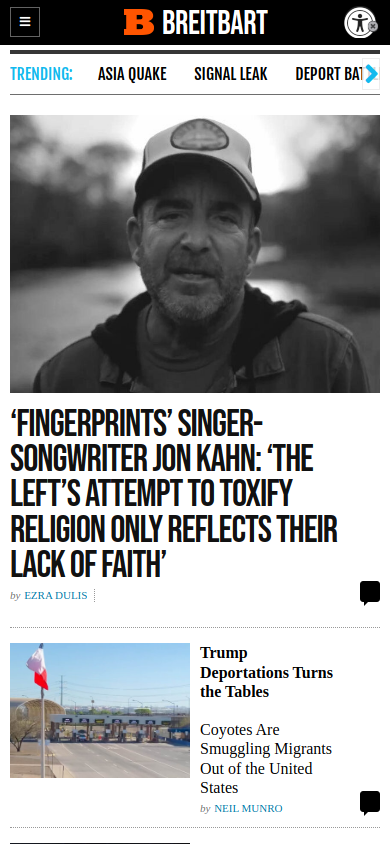 BREITBART
TRENDING:
ASIA QUAKE
SIGNAL LEAK
DEPORT BAT
‘FINGERPRINTS’ SINGER-
SONGWRITER JON KAHN: ‘THE
LEFT’S ATTEMPT TO TOXIFY
RELIGION ONLY REFLECTS THEIR
LACK OF FAITH’
by EZRA DULIS
Trump
Deportations Turns
the Tables
Coyotes Are
Smuggling Migrants
Out of the United
States
by NEIL MUNRO